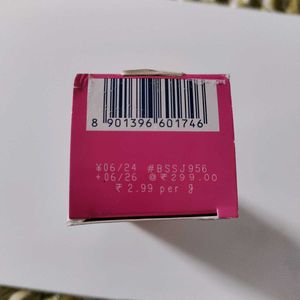 8 901396 601746
¥06/24 #BSSJ956
+06/26 @₹299.00
₹ 2.99 per g